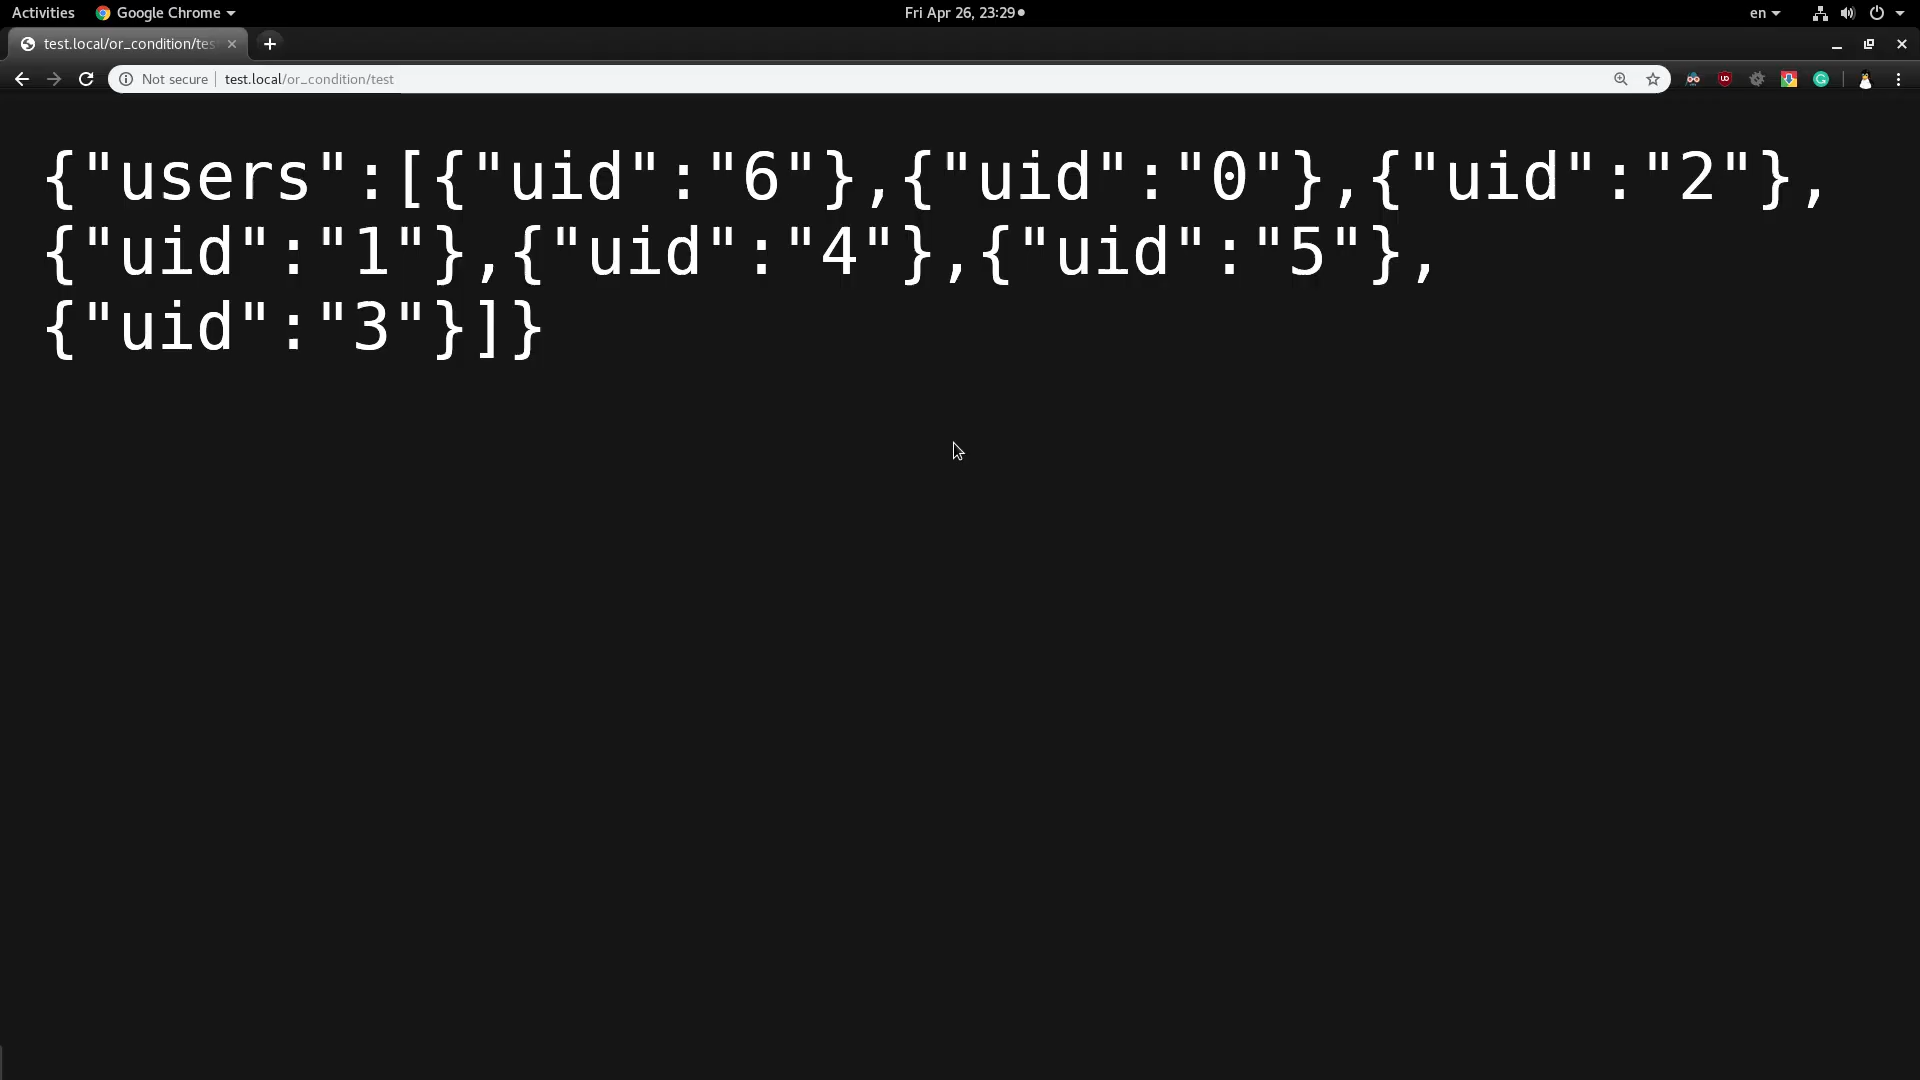 Activities Google Chrome Fri Apr 26, 23:29 en
test.local/or_condition/tes
Not secure test.local/or_condition/test
{"users":[{"uid":"6"},{"uid":"0"},{"uid":"2"},
{"uid":"1"},{"uid":"4"},{"uid":"5"},
{"uid":"3"}]}